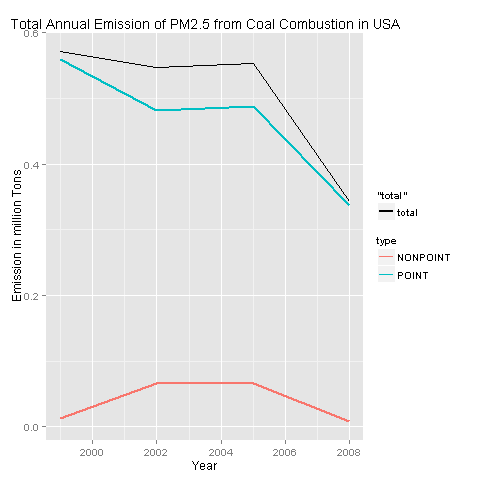 Total Annual Emission of PM2.5 from Coal Combustion in USA
Emission in million Tons
0.6
0.4
0.2
0.0
2000
2002
2004
2006
2008
Year
"total"
total
type
NONPOINT
POINT